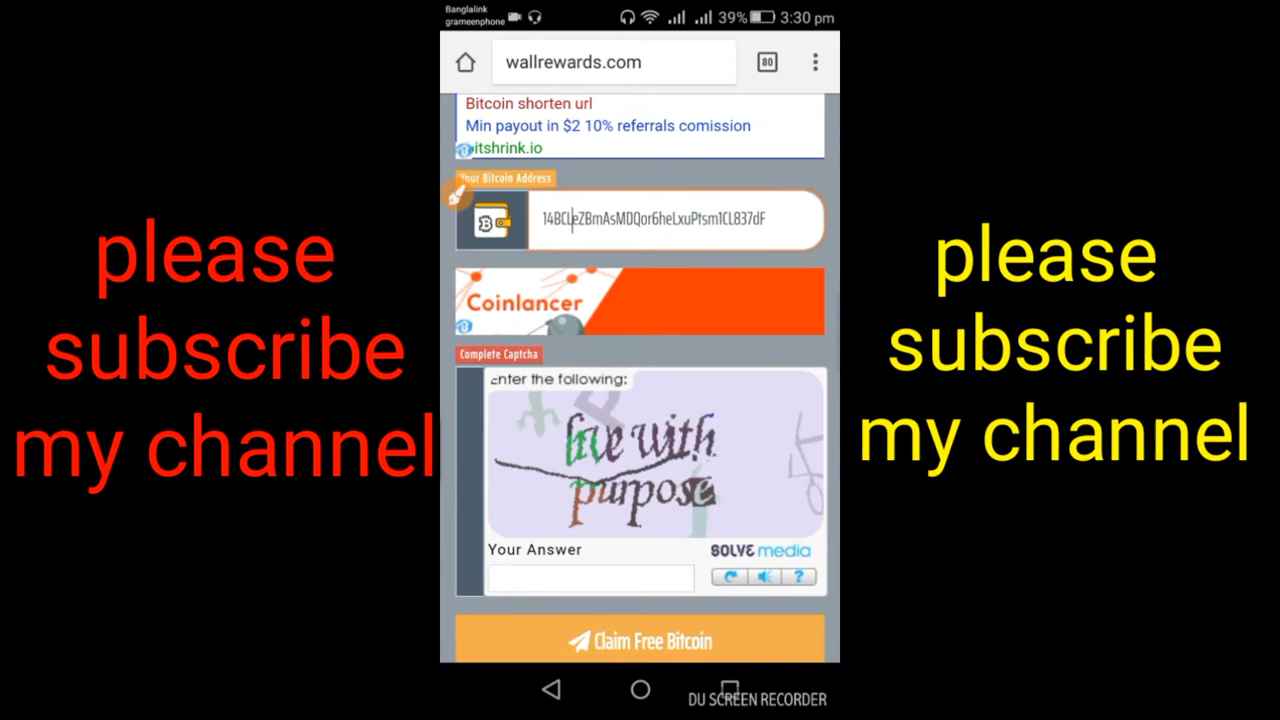 Banglalink
grameenphone
39%
3:30 pm
wallrewards.com
80
Bitcoin shorten url
Min payout in $2 10% referrals comission
bitshrink.io
Your Bitcoin Address
14BCLeZBmAsMDQor6heLxuPtsm1CL837dF
Coinlancer
Complete Captcha
Enter the following:
live with
purpose
Your Answer
SOLVE media
?
Claim Free Bitcoin
DU SCREEN RECORDER
please
subscribe
my channel
please
subscribe
my channel